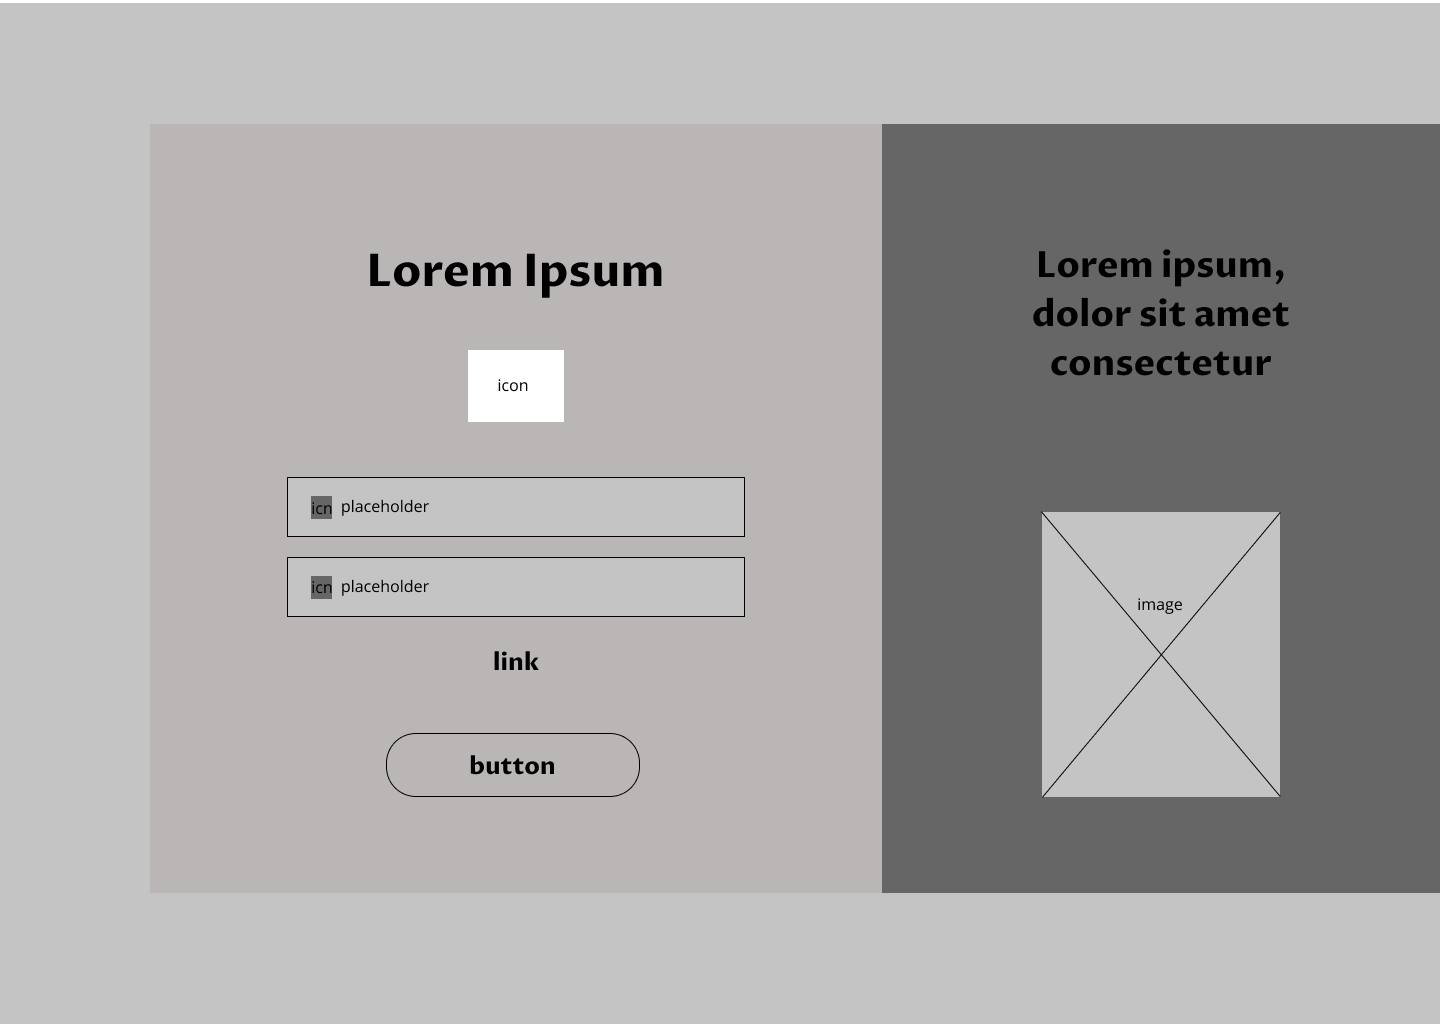 Lorem Ipsum
icon
icn placeholder
icn placeholder
link
button
Lorem ipsum,
dolor sit amet
consectetur
image